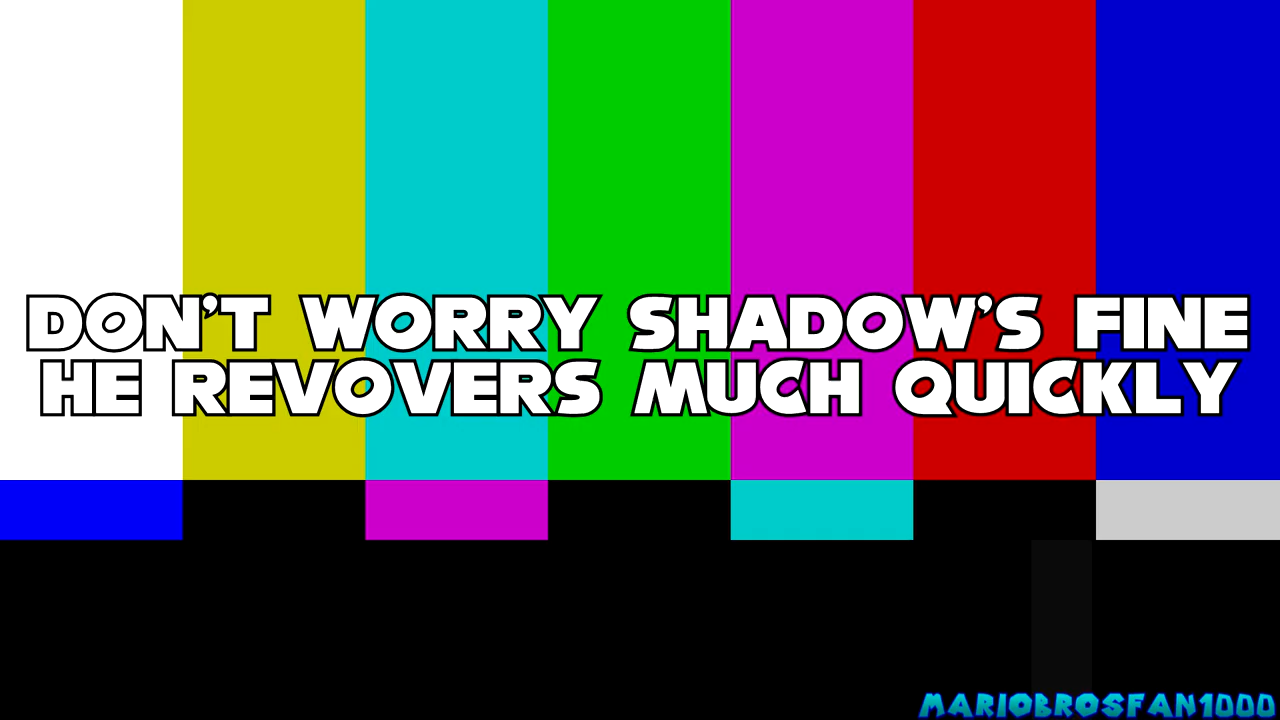 DON'T WORRY SHADOW'S FINE
HE REVOVERS MUCH QUICKLY
MARIOBROSFAN1000